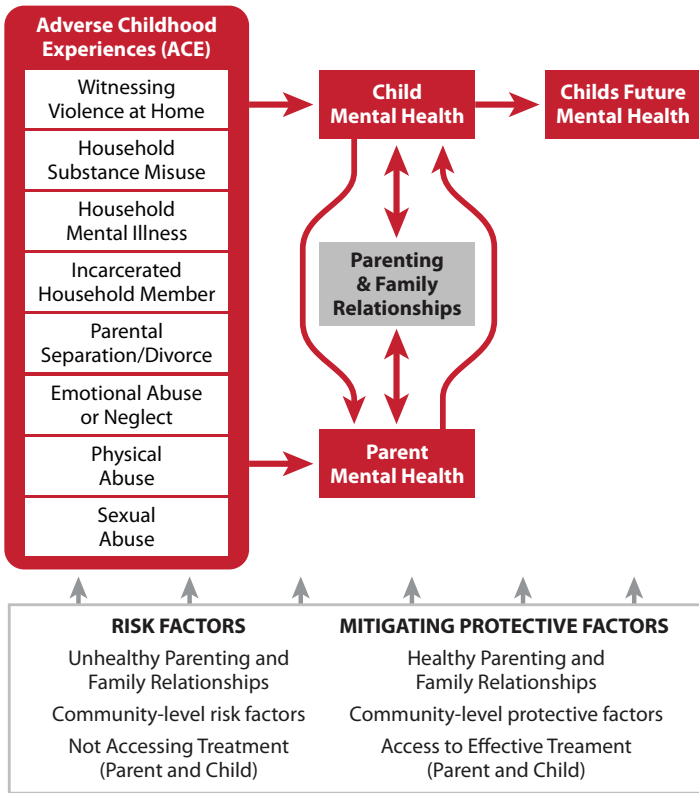 Adverse Childhood
Experiences (ACE)
Witnessing
Violence at Home
Household
Substance Misuse
Household
Mental Illness
Incarcerated
Household Member
Parental
Separation/Divorce
Emotional Abuse
or Neglect
Physical
Abuse
Sexual
Abuse
Child
Mental Health
Childs Future
Mental Health
Parenting
& Family
Relationships
Parent
Mental Health
RISK FACTORS
Unhealthy Parenting and
Family Relationships
Community-level risk factors
Not Accessing Treatment
(Parent and Child)
MITIGATING PROTECTIVE FACTORS
Healthy Parenting and
Family Relationships
Community-level protective factors
Access to Effective Treament
(Parent and Child)